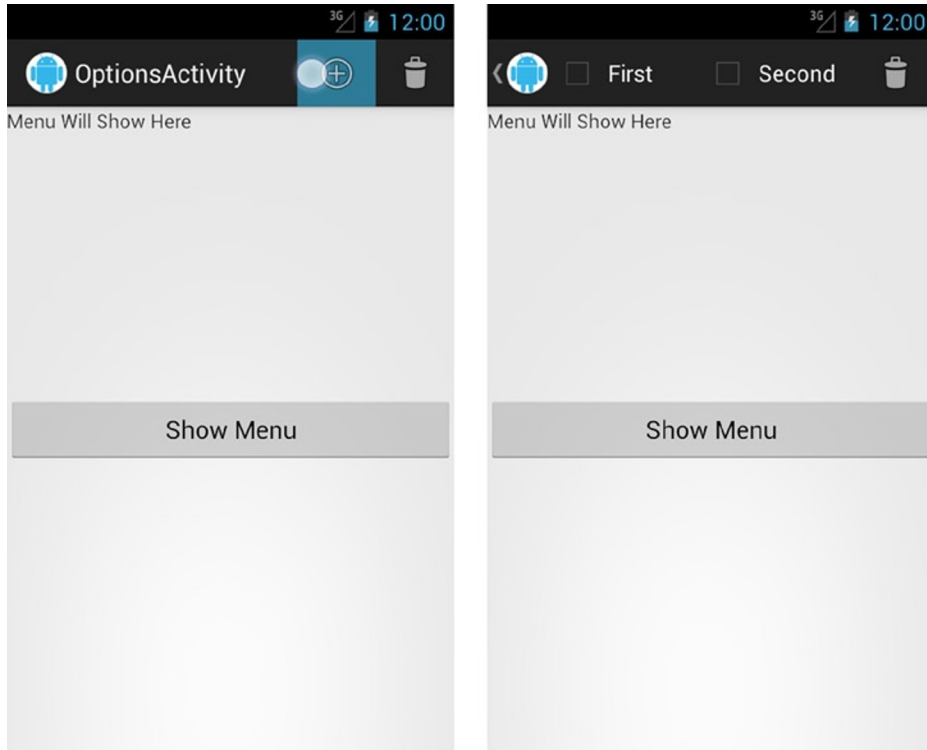 3G 12:00
OptionsActivity
Menu Will Show Here
Show Menu
3G 12:00
First Second
Menu Will Show Here
Show Menu